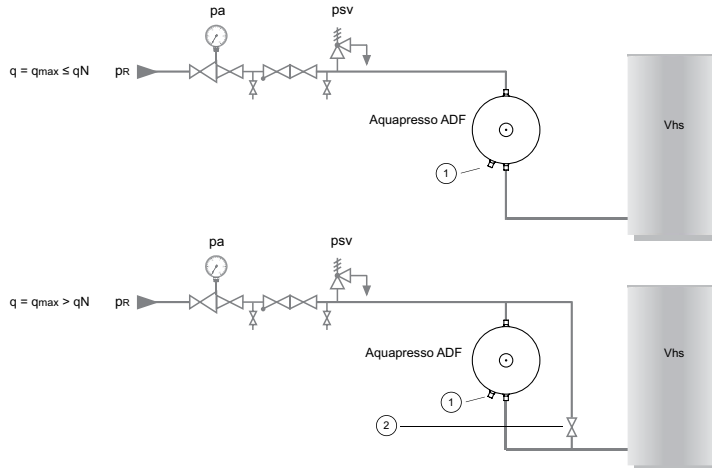 pa
psv
q = qmax ≤ qN
pR
Aquapresso ADF
Vhs
1
pa
psv
q = qmax > qN
pR
Aquapresso ADF
Vhs
1
2